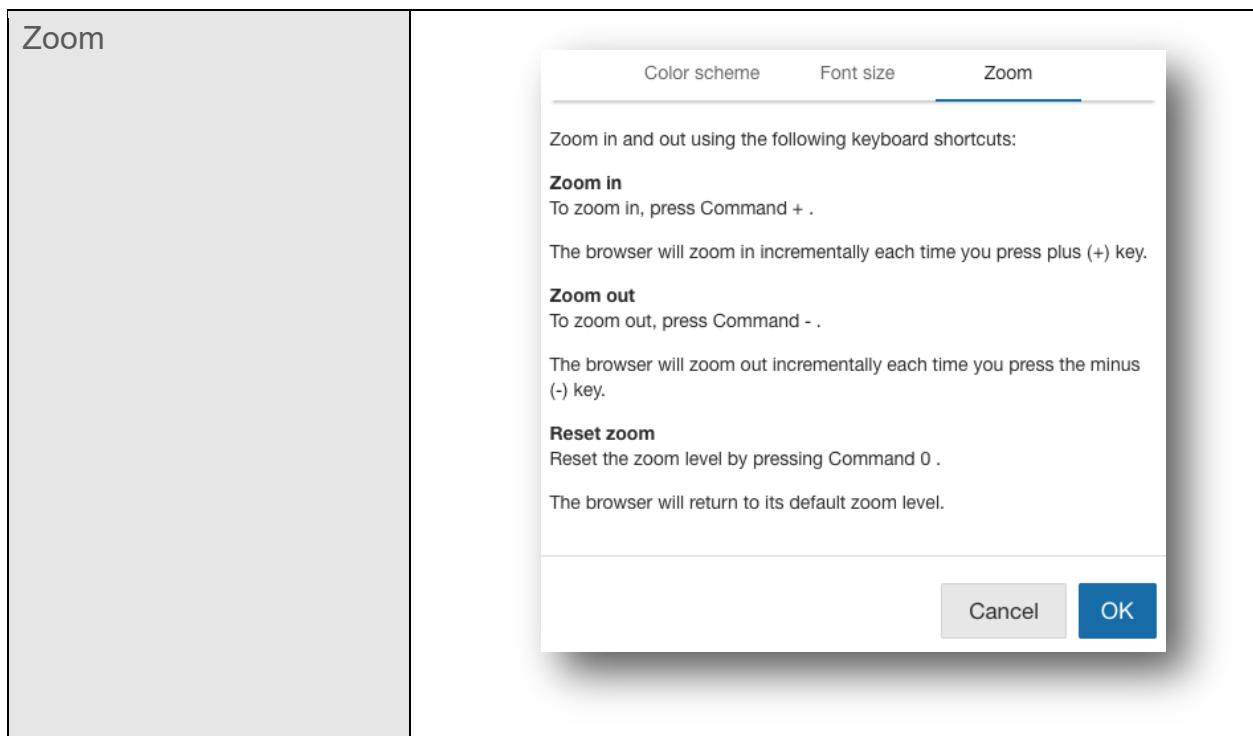 Zoom
Color scheme Font size Zoom
Zoom in and out using the following keyboard shortcuts:
Zoom in
To zoom in, press Command + .
The browser will zoom in incrementally each time you press plus (+) key.
Zoom out
To zoom out, press Command - .
The browser will zoom out incrementally each time you press the minus
(-) key.
Reset zoom
Reset the zoom level by pressing Command 0 .
The browser will return to its default zoom level.
Cancel OK